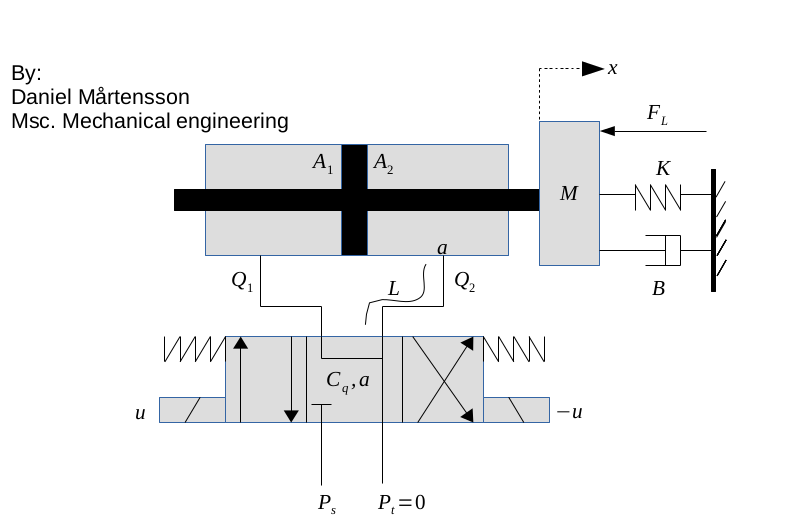 By:
Daniel Mårtensson
Msc. Mechanical engineering
x
F_L
A_1 A_2
K
M
a
Q_1
L
Q_2
B
C_q, a
u
−u
P_s
P_t=0